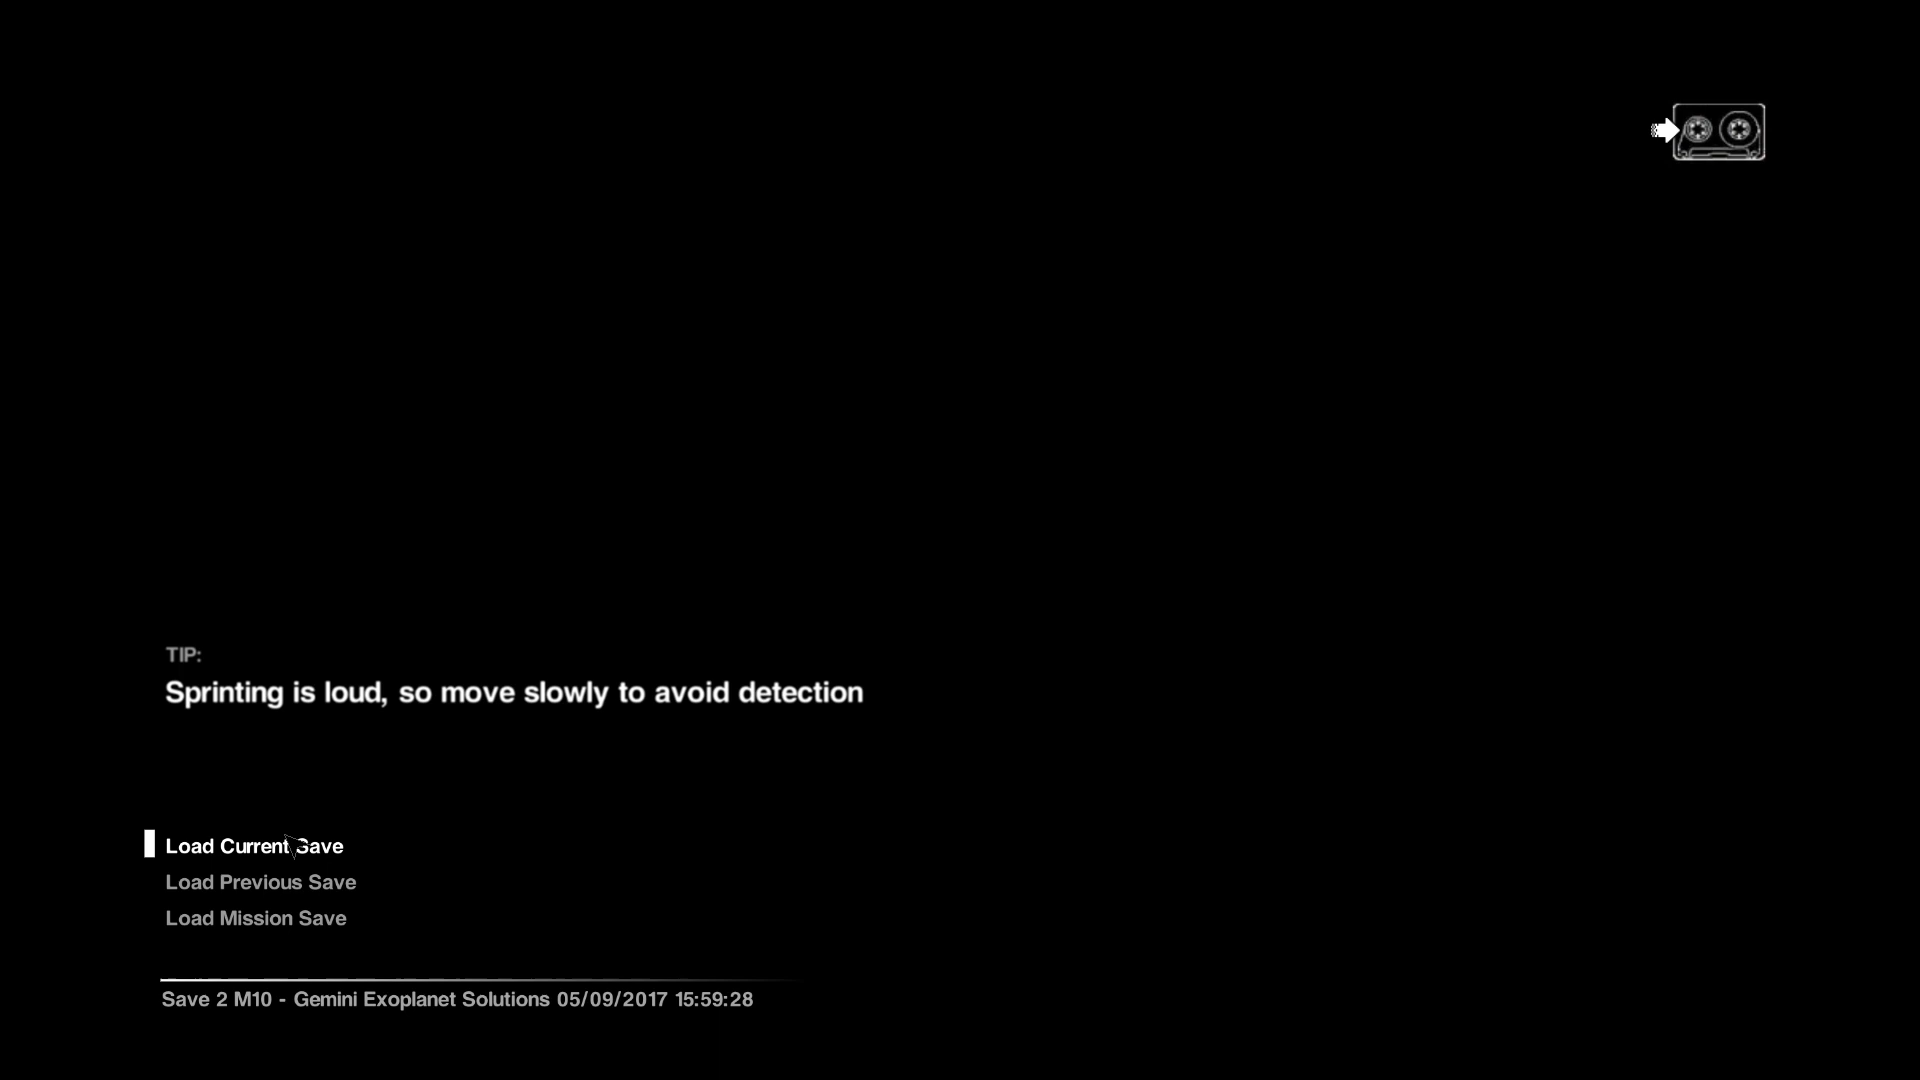 TIP:
Sprinting is loud, so move slowly to avoid detection
Load Current Save
Load Previous Save
Load Mission Save
Save 2 M10 - Gemini Exoplanet Solutions 05/09/2017 15:59:28